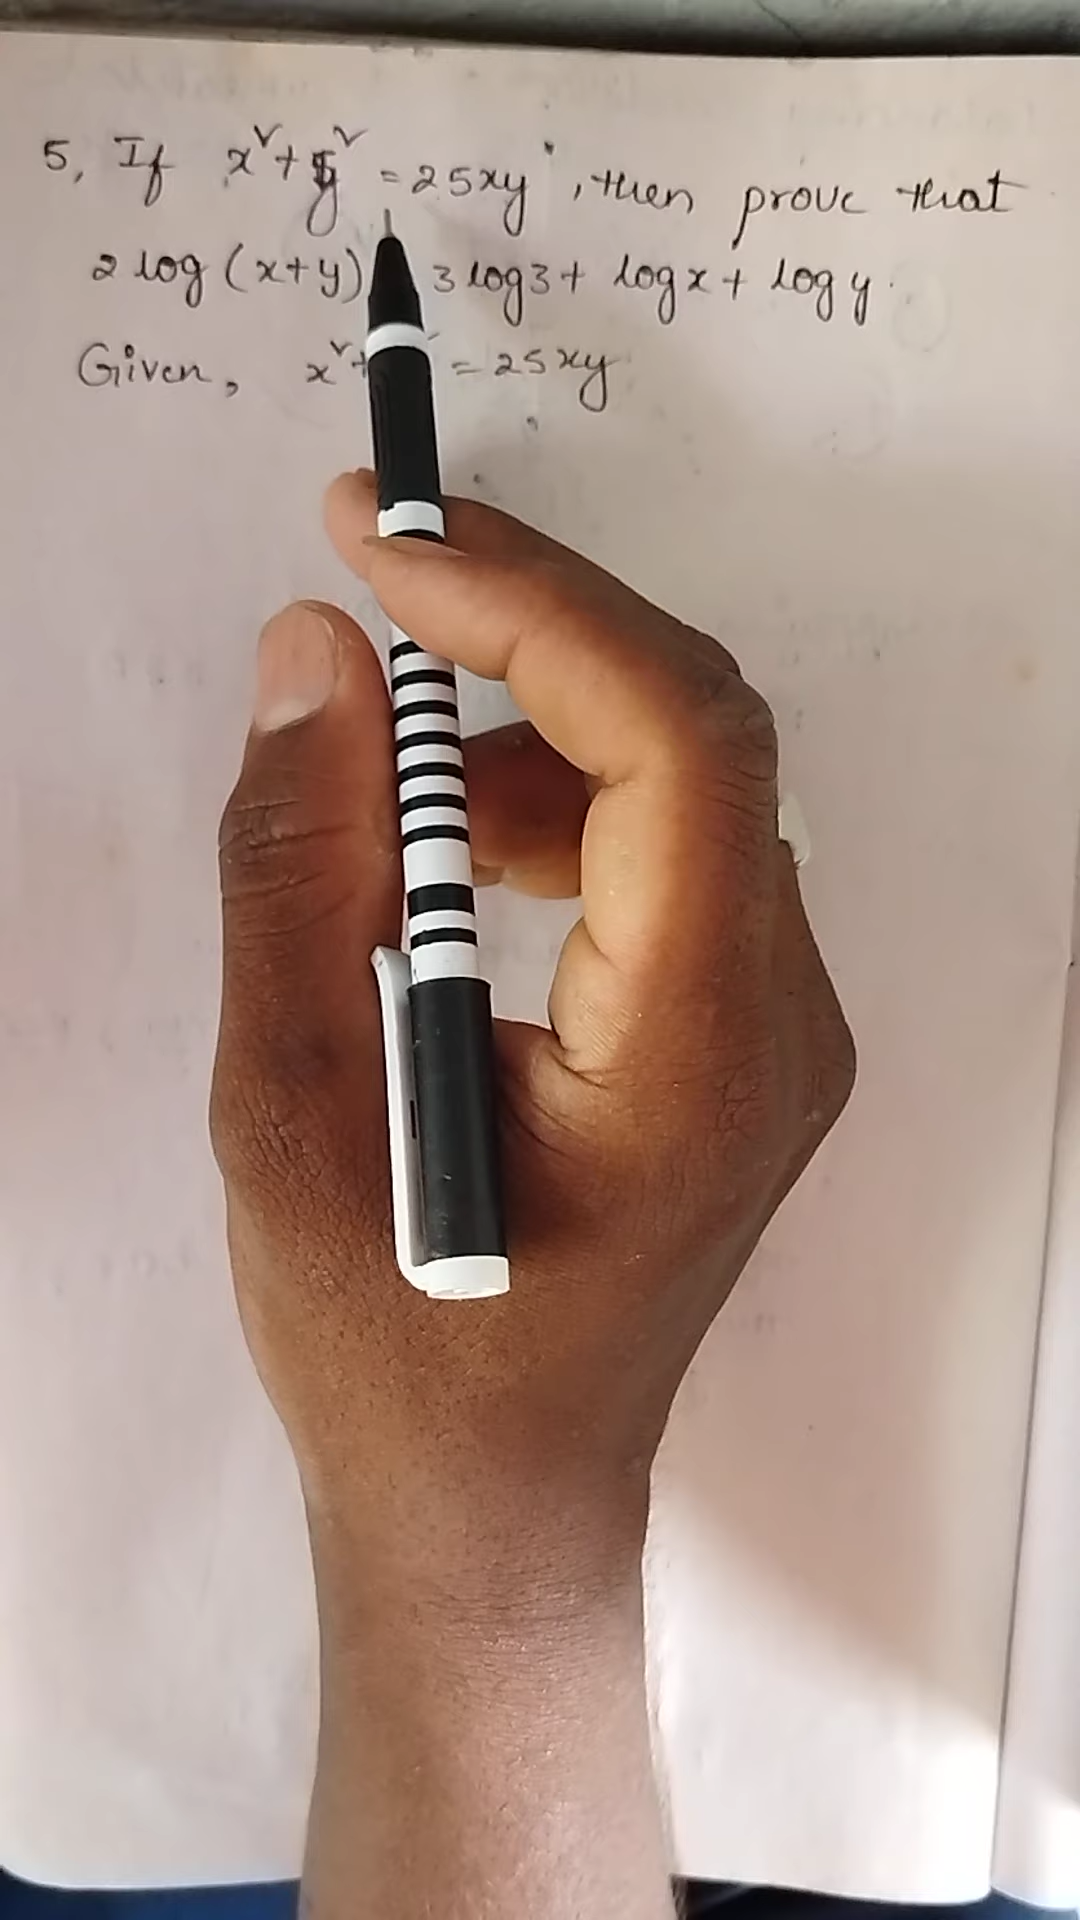 5, If x² + y² = 25xy, then prove that
2 log (x+y) 3 log3 + log x + log y.
Given, x² + = 25xy